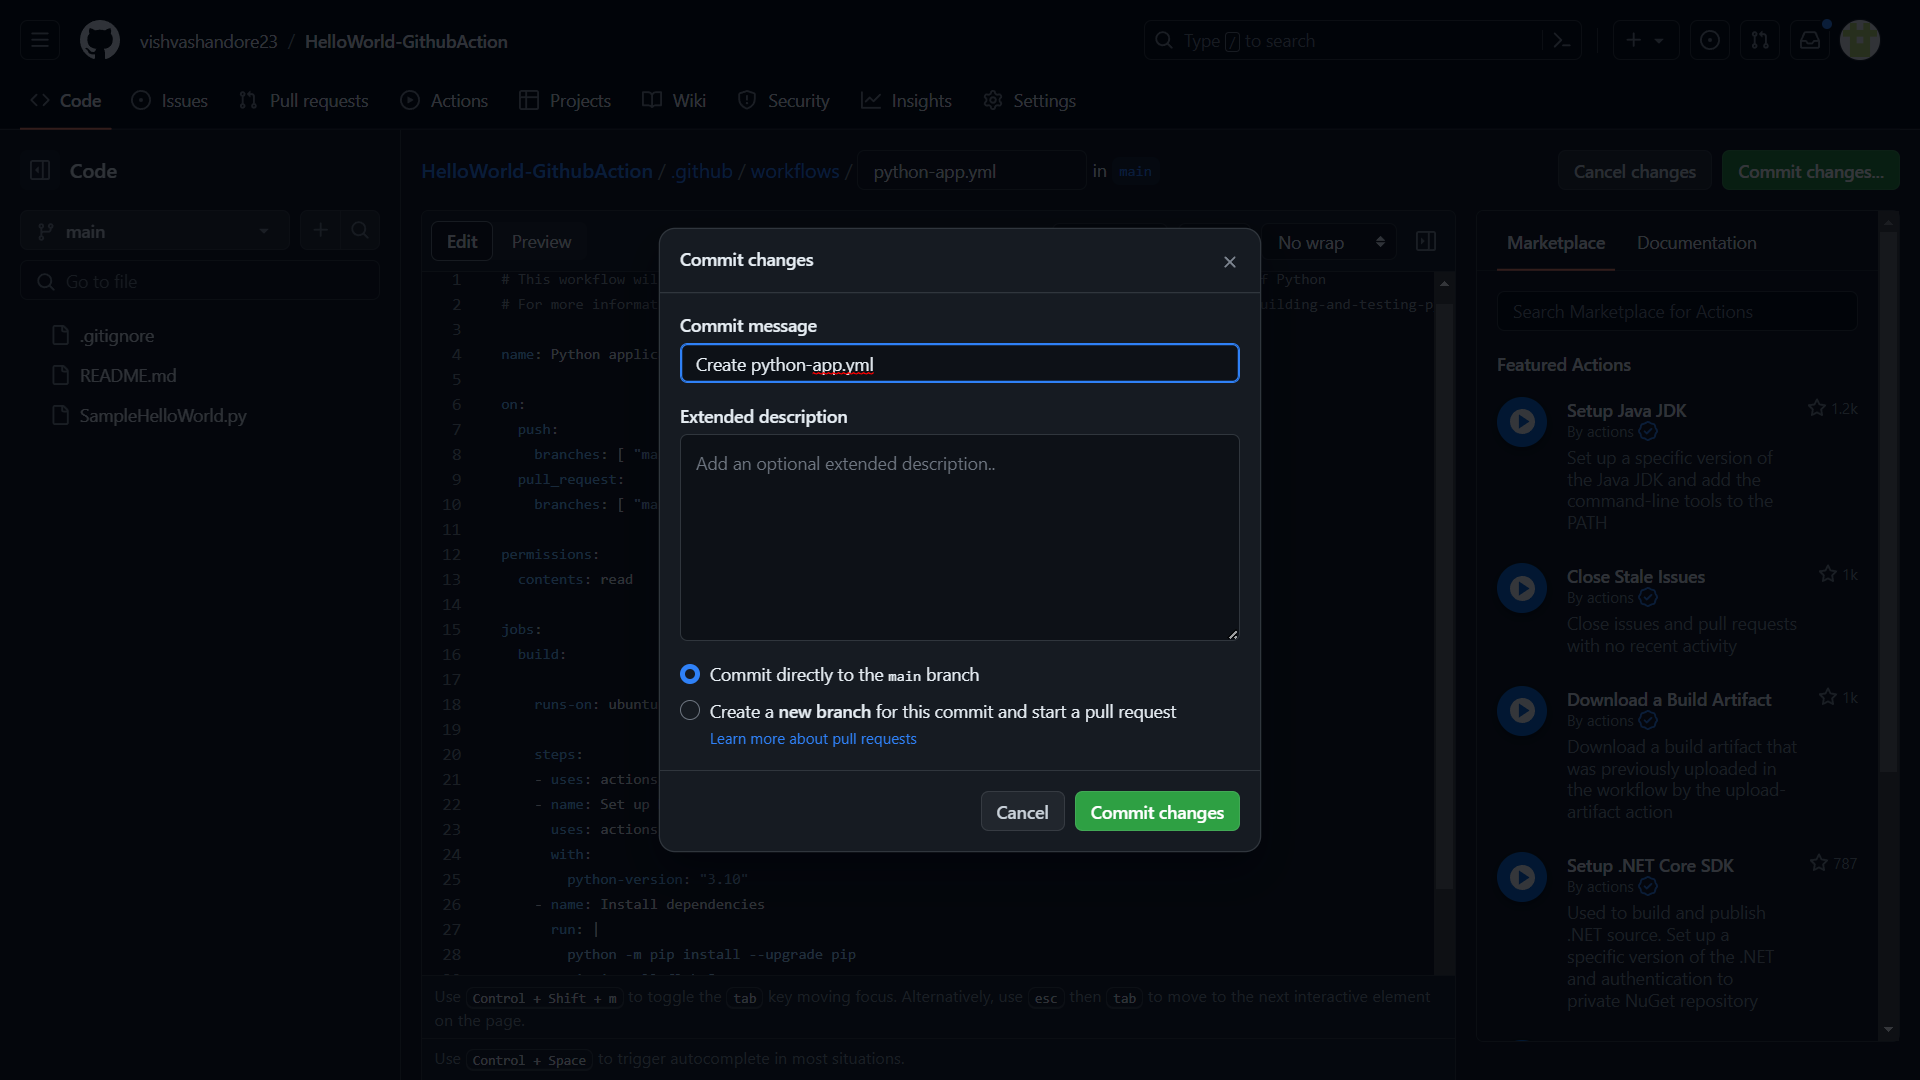 vishvashandore23 / HelloWorld-GithubAction
Type / to search
Code
Issues
Pull requests
Actions
Projects
Wiki
Security
Insights
Settings
Code
HelloWorld-GithubAction / .github / workflows / python-app.yml in main
Cancel changes
Commit changes...
main
Go to file
.gitignore
README.md
SampleHelloWorld.py
Edit
Preview
No wrap
1 # This workflow wil
f Python
2 # For more informat
uilding-and-testing-p
3
4 name: Python applic
5
6 on:
7 push:
8 branches: [ "ma
9 pull_request:
10 branches: [ "ma
11
12 permissions:
13 contents: read
14
15 jobs:
16 build:
17
18 runs-on: ubuntu
19
20 steps:
21 - uses: actions
22 - name: Set up
23 uses: actions
24 with:
25 python-version: "3.10"
26 - name: Install dependencies
27 run: |
28 python -m pip install --upgrade pip
Use Control + Shift + m to toggle the tab key moving focus. Alternatively, use esc then tab to move to the next interactive element
on the page.
Use Control + Space to trigger autocomplete in most situations.
Commit changes
Commit message
Create python-app.yml
Extended description
Add an optional extended description..
Commit directly to the main branch
Create a new branch for this commit and start a pull request
Learn more about pull requests
Cancel
Commit changes
Marketplace
Documentation
Search Marketplace for Actions
Featured Actions
Setup Java JDK
1.2k
By actions
Set up a specific version of
the Java JDK and add the
command-line tools to the
PATH
Close Stale Issues
1k
By actions
Close issues and pull requests
with no recent activity
Download a Build Artifact
1k
By actions
Download a build artifact that
was previously uploaded in
the workflow by the upload-
artifact action
Setup .NET Core SDK
787
By actions
Used to build and publish
.NET source. Set up a
specific version of the .NET
and authentication to
private NuGet repository